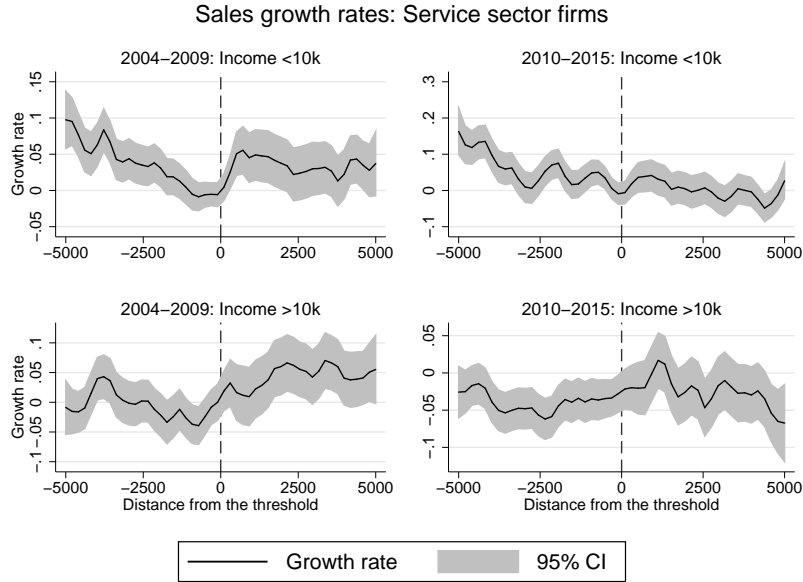 Sales growth rates: Service sector firms
2004−2009: Income <10k
Growth rate
.15
.1
.05
0
−.05
−5000 −2500 0 2500 5000
2010−2015: Income <10k
.3
.2
.1
0
−.1
−5000 −2500 0 2500 5000
2004−2009: Income >10k
Growth rate
.1
.05
0
−.05
−.1
−5000 −2500 0 2500 5000
Distance from the threshold
2010−2015: Income >10k
.05
0
−.05
−.1
−5000 −2500 0 2500 5000
Distance from the threshold
Growth rate 95% CI